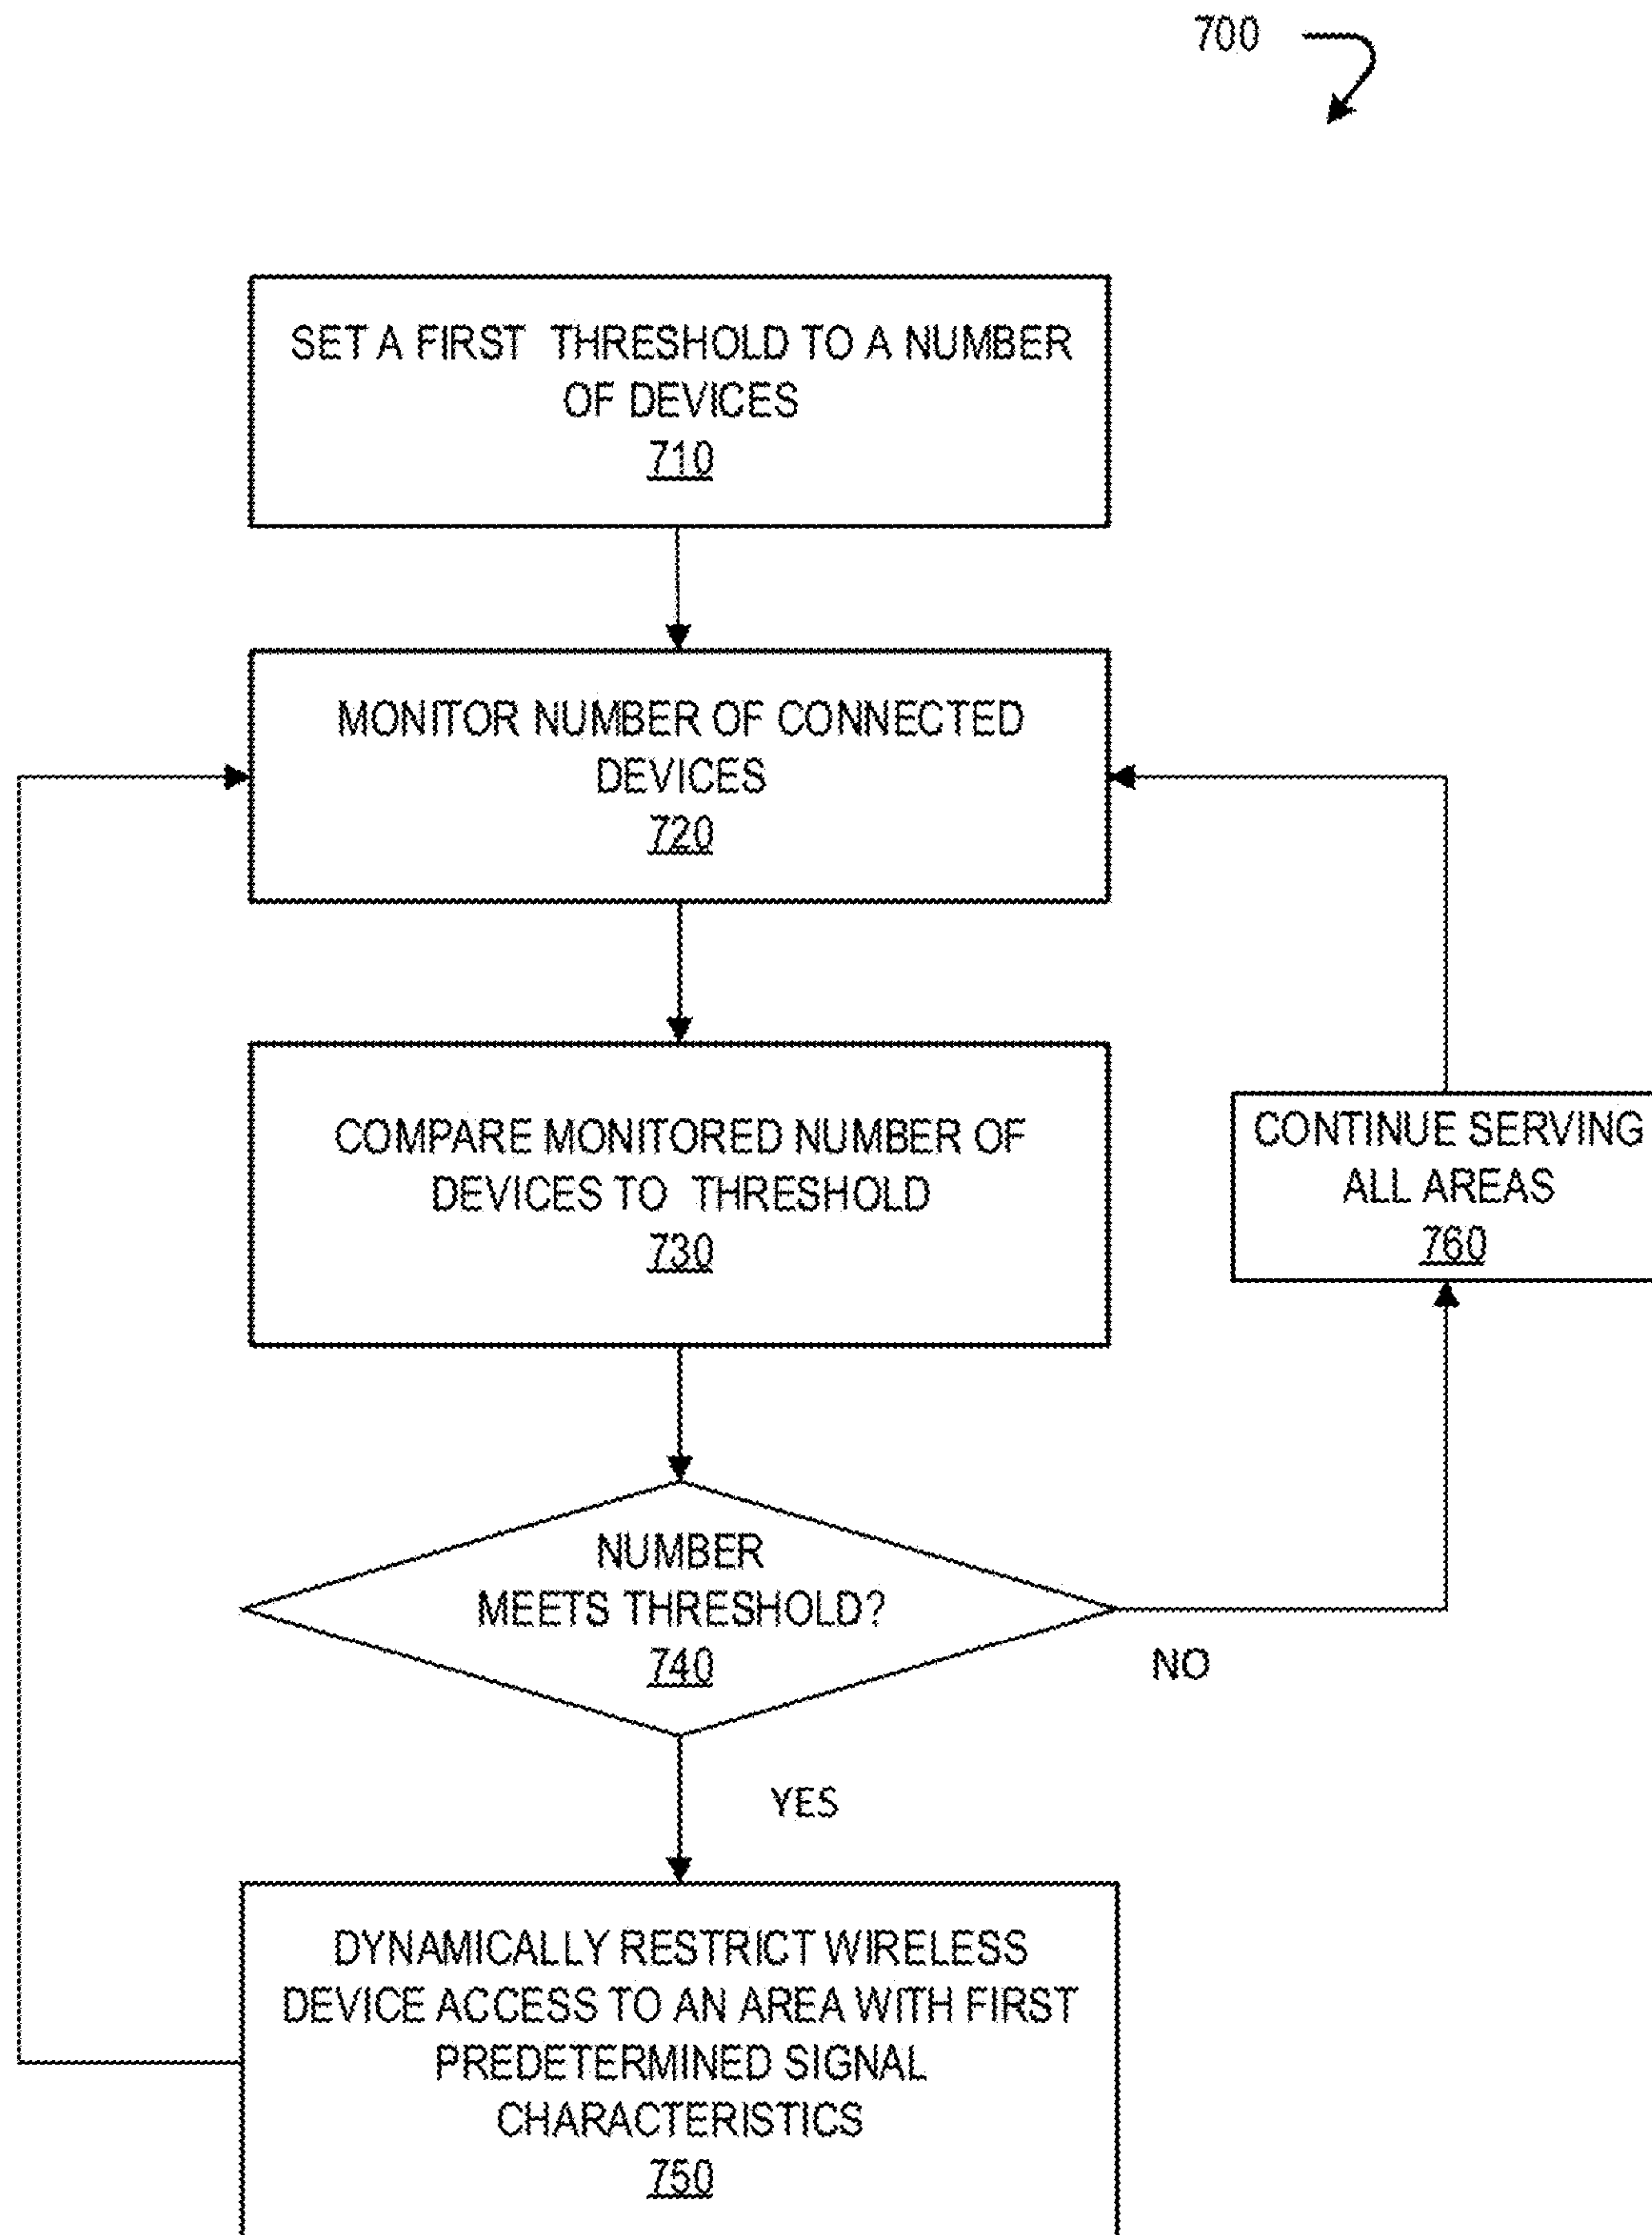 700
SET A FIRST THRESHOLD TO A NUMBER
OF DEVICES
710
MONITOR NUMBER OF CONNECTED
DEVICES
720
COMPARE MONITORED NUMBER OF
DEVICES TO THRESHOLD
730
CONTINUE SERVING
ALL AREAS
760
NUMBER
MEETS THRESHOLD?
740
NO
YES
DYNAMICALLY RESTRICT WIRELESS
DEVICE ACCESS TO AN AREA WITH FIRST
PREDETERMINED SIGNAL
CHARACTERISTICS
750